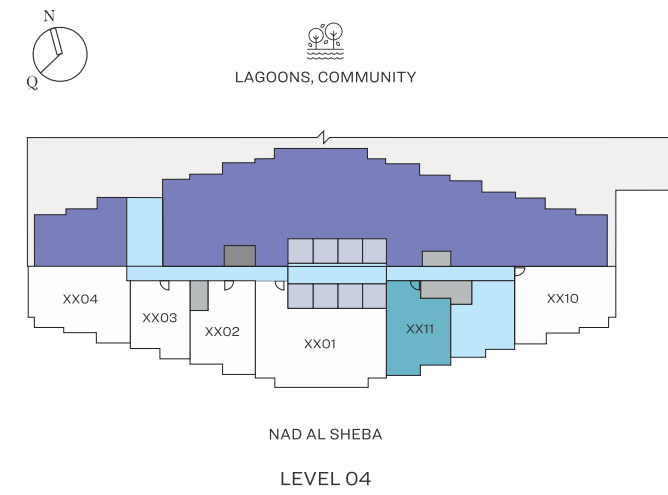 N
Q
LAGOONS, COMMUNITY
XX04
XX03
XX02
XX01
XX11
XX10
NAD AL SHEBA
LEVEL 04